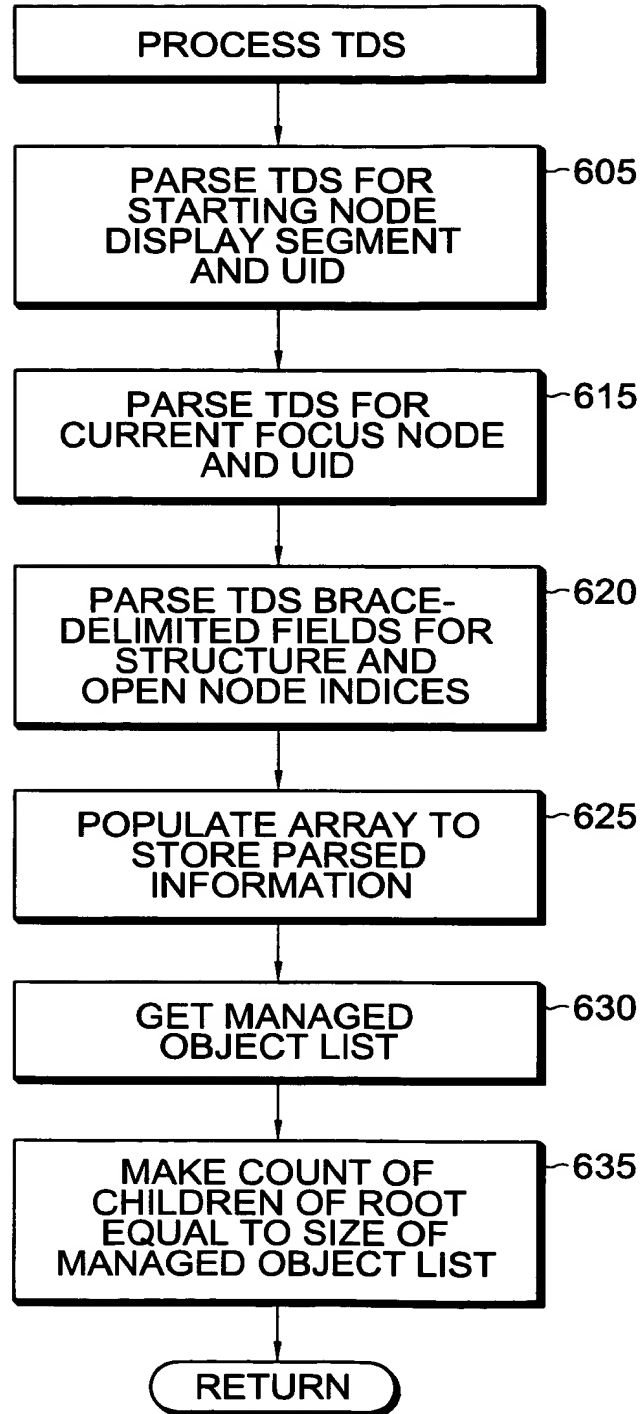 PROCESS TDS
PARSE TDS FOR
STARTING NODE
DISPLAY SEGMENT
AND UID
605
PARSE TDS FOR
CURRENT FOCUS NODE
AND UID
615
PARSE TDS BRACE-
DELIMITED FIELDS FOR
STRUCTURE AND
OPEN NODE INDICES
620
POPULATE ARRAY TO
STORE PARSED
INFORMATION
625
GET MANAGED
OBJECT LIST
630
MAKE COUNT OF
CHILDREN OF ROOT
EQUAL TO SIZE OF
MANAGED OBJECT LIST
635
RETURN